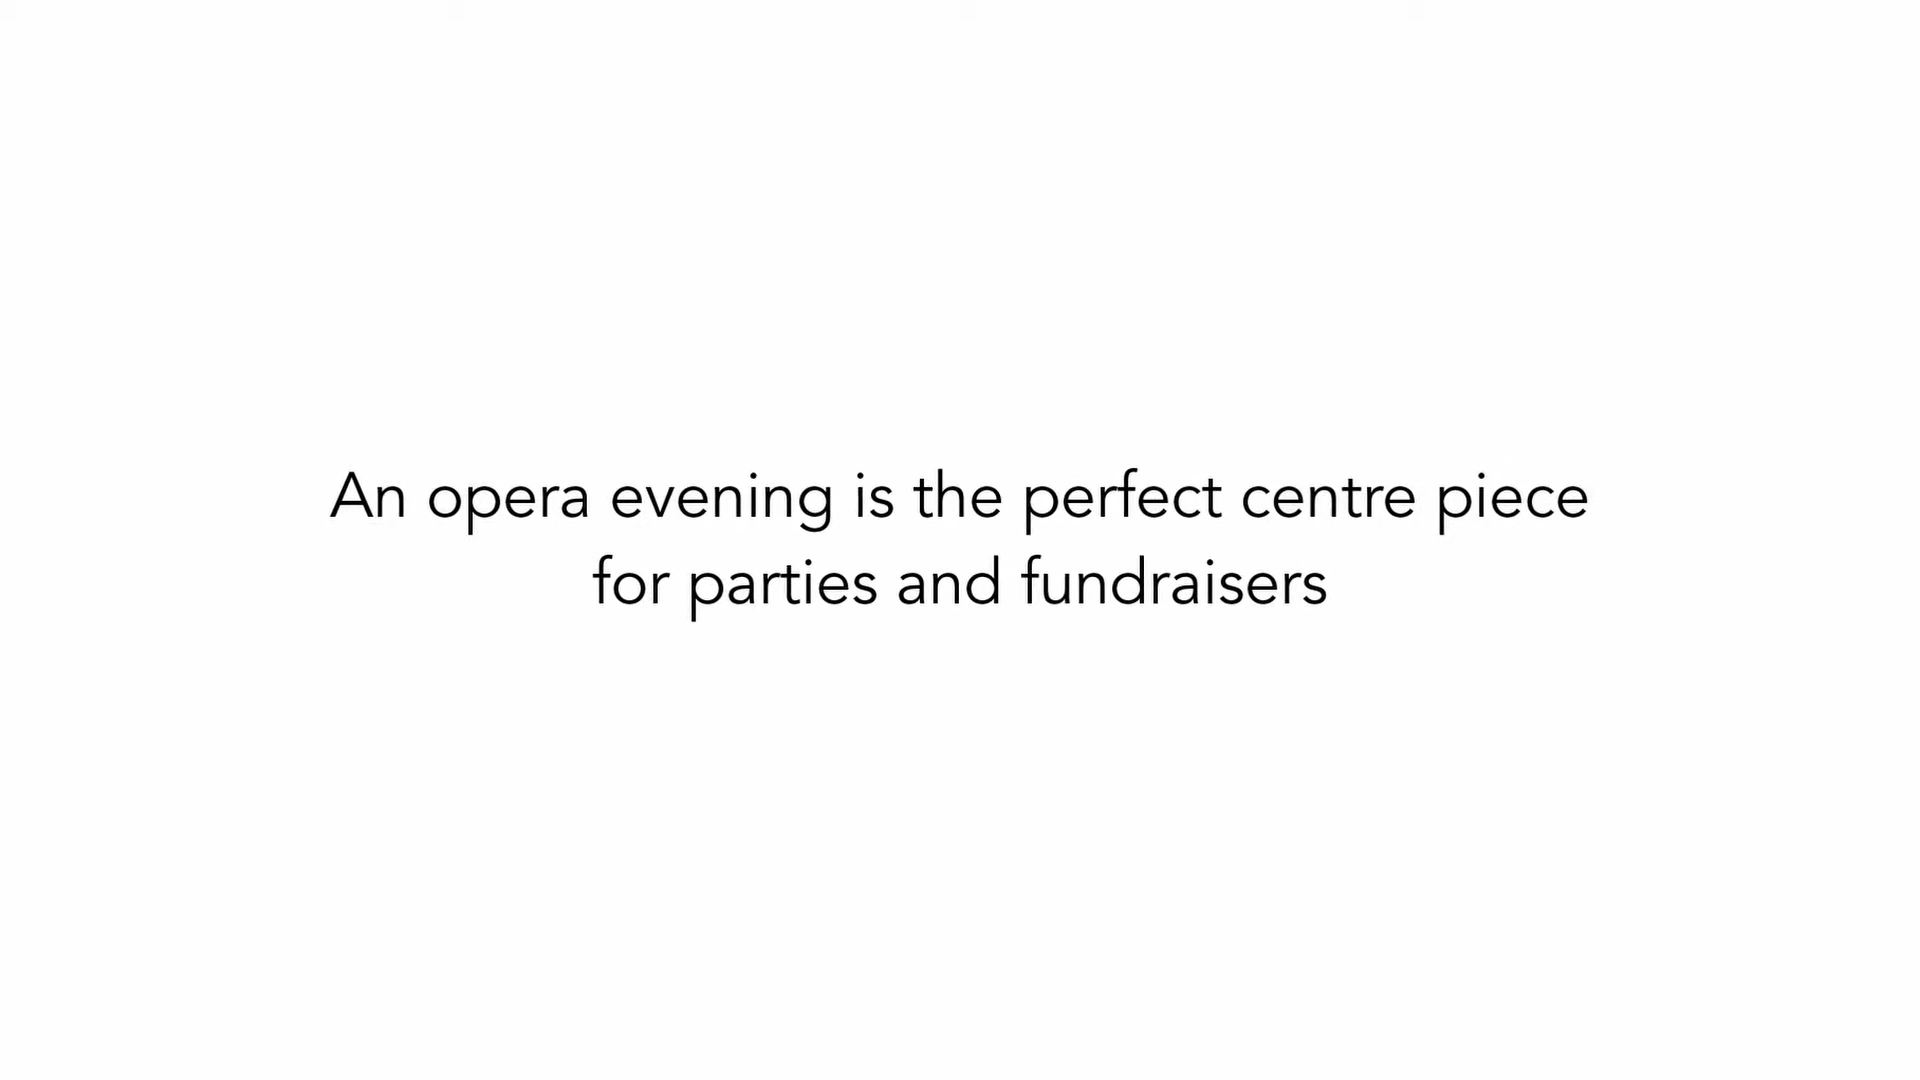 An opera evening is the perfect centre piece
for parties and fundraisers